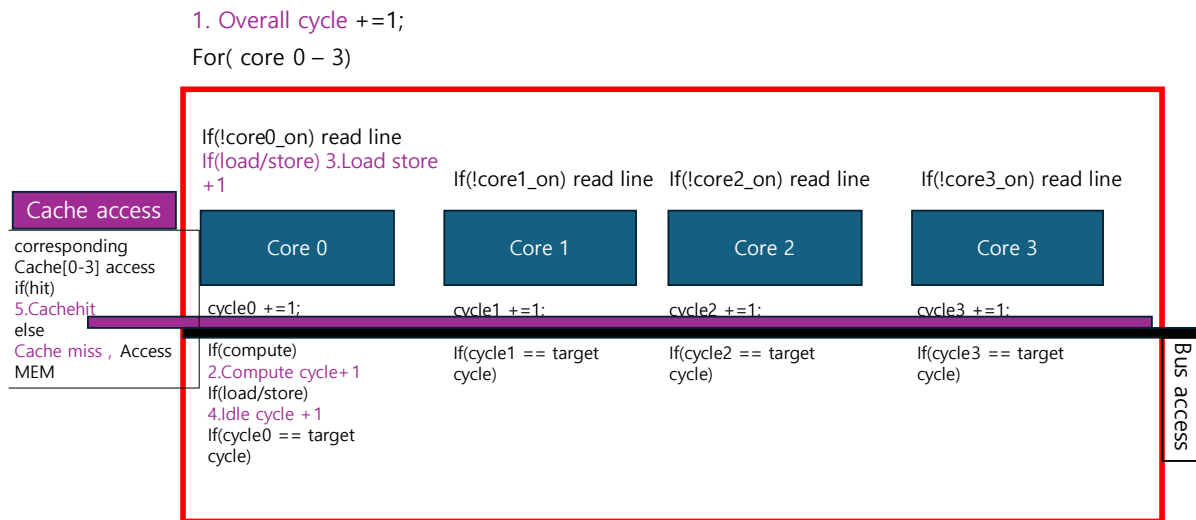 1. Overall cycle +=1;
For( core 0 – 3)
If(!core0_on) read line
If(load/store) 3.Load store
+1
If(!core1_on) read line
If(!core2_on) read line
If(!core3_on) read line
Cache access
corresponding
Cache[0-3] access
if(hit)
5.Cachehit
else
Cache miss , Access
MEM
Core 0
Core 1
Core 2
Core 3
cycle0 +=1;
cycle1 +=1;
cycle2 +=1;
cycle3 +=1;
If(compute)
2.Compute cycle+1
If(load/store)
4.Idle cycle +1
If(cycle0 == target
cycle)
If(cycle1 == target
cycle)
If(cycle2 == target
cycle)
If(cycle3 == target
cycle)
Bus access